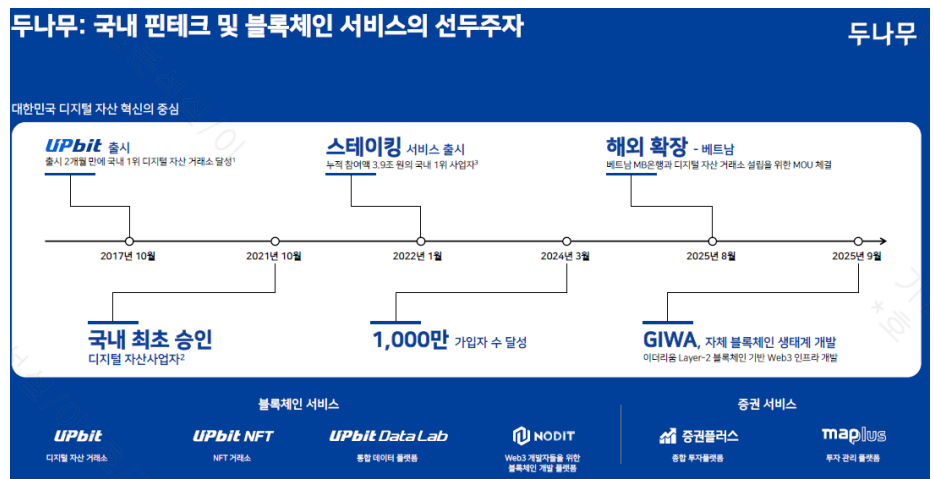 두나무: 국내 핀테크 및 블록체인 서비스의 선두주자
두나무
대한민국 디지털 자산 혁신의 중심
UPbit 출시
출시 2개월 만에 국내 1위 디지털 자산 거래소 달성¹
스테이킹 서비스 출시
누적 참여액 3.9조 원의 국내 1위 사업자³
해외 확장 - 베트남
베트남 MB은행과 디지털 자산 거래소 설립을 위한 MOU 체결
2017년 10월
2021년 10월
2022년 1월
2024년 3월
2025년 8월
2025년 9월
국내 최초 승인
디지털 자산사업자²
1,000만 가입자 수 달성
GIWA, 자체 블록체인 생태계 개발
이더리움 Layer-2 블록체인 기반 Web3 인프라 개발
블록체인 서비스
증권 서비스
UPbit
UPbit NFT
UPbit Data Lab
NODIT
증권플러스
maplus
디지털 자산 거래소
NFT 거래소
통합 데이터 플랫폼
Web3 개발자들을 위한
블록체인 개발 플랫폼
종합 투자플랫폼
투자 관리 플랫폼